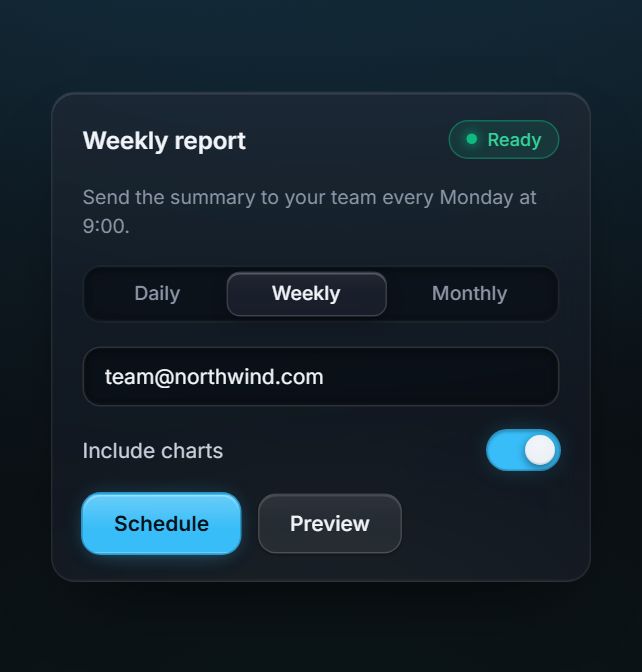 Weekly report
Ready
Send the summary to your team every Monday at
9:00.
Daily
Weekly
Monthly
team@northwind.com
Include charts
Schedule
Preview